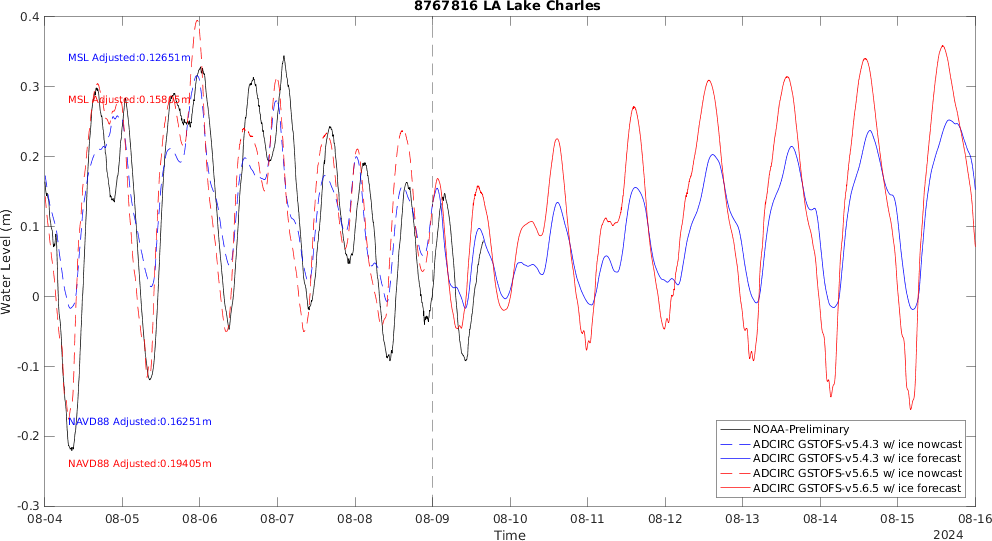 8767816 LA Lake Charles
0.4
0.3
0.2
0.1
0
-0.1
-0.2
-0.3
Water Level (m)
MSL Adjusted:0.12651m
MSL Adjusted:0.15805m
NAVD88 Adjusted:0.16251m
NAVD88 Adjusted:0.19405m
NOAA-Preliminary
ADCIRC GSTOFS-v5.4.3 w/ ice nowcast
ADCIRC GSTOFS-v5.4.3 w/ ice forecast
ADCIRC GSTOFS-v5.6.5 w/ ice nowcast
ADCIRC GSTOFS-v5.6.5 w/ ice forecast
08-04 08-05 08-06 08-07 08-08 08-09 08-10 08-11 08-12 08-13 08-14 08-15 08-16
Time
2024